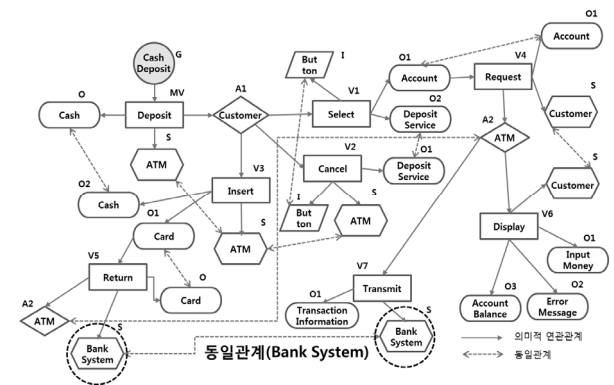 Cash
Deposit
G
MV
Deposit
O
Cash
S
ATM
A1
Customer
I
But
ton
V1
Select
O1
Account
O2
Deposit
Service
V4
Request
O1
Account
S
Customer
A2
ATM
S
Customer
V2
Cancel
O1
Deposit
Service
I
But
ton
S
ATM
V3
Insert
O2
Cash
O1
Card
S
ATM
V5
Return
O
Card
A2
ATM
S
Bank
System
V7
Transmit
O1
Transaction
Information
S
Bank
System
V6
Display
O1
Input
Money
O2
Error
Message
O3
Account
Balance
동일관계(Bank System)
의미적 연관관계
동일관계